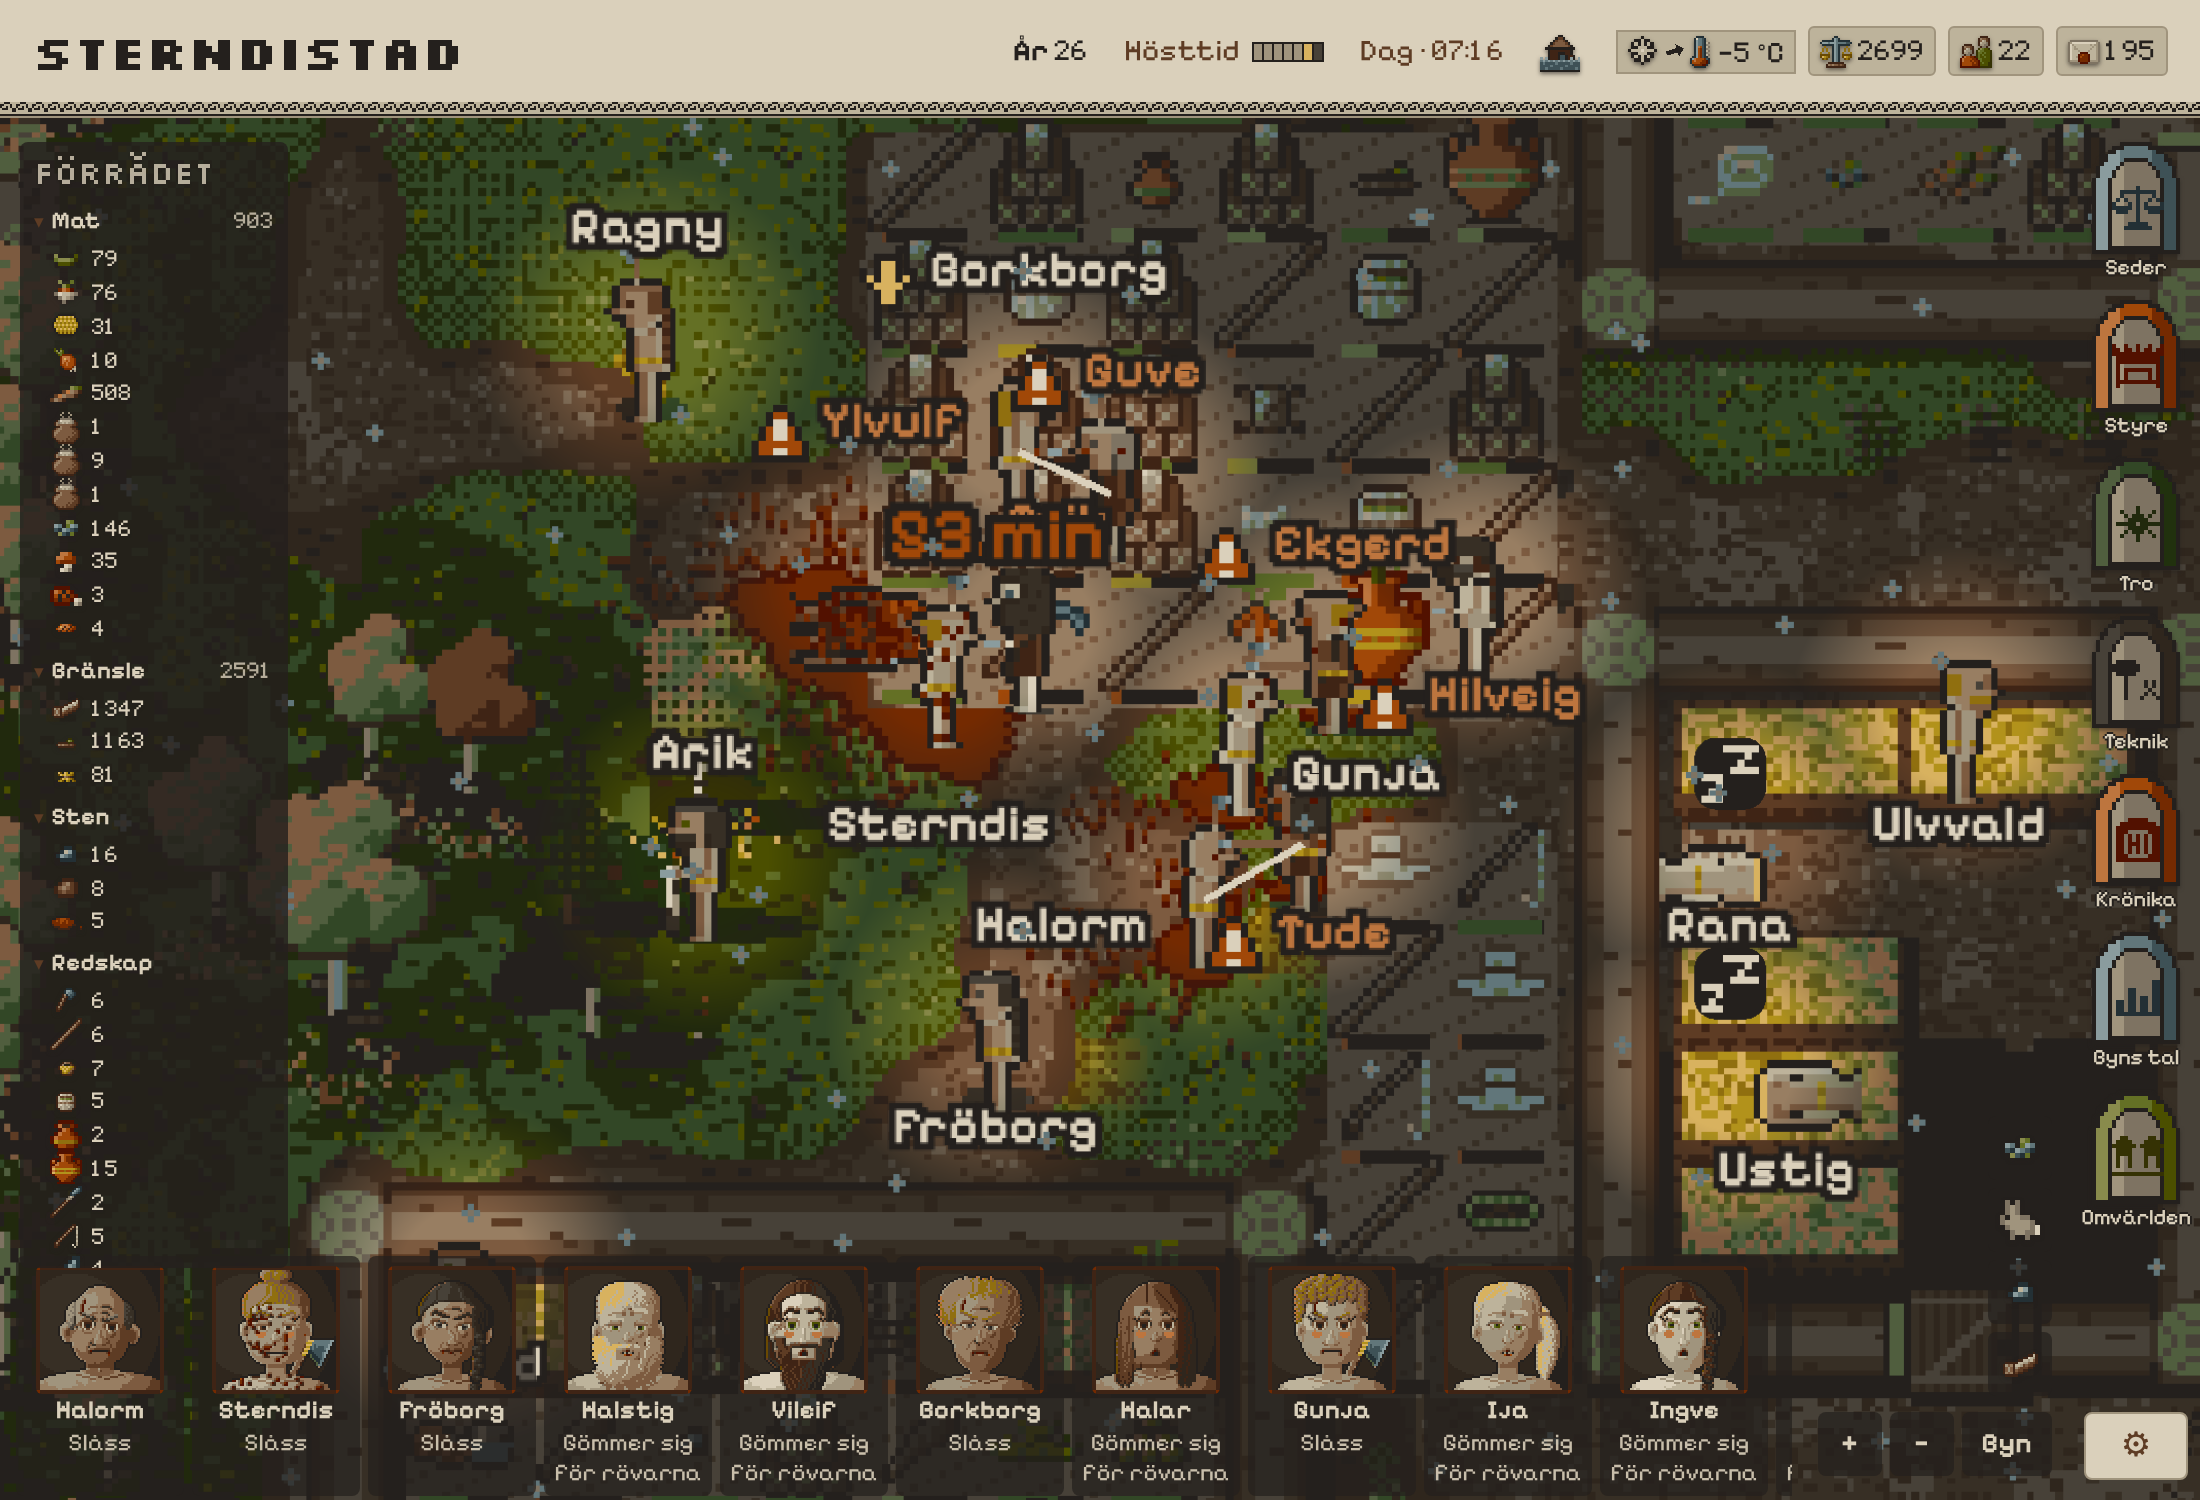 STERNDISTAD
År 26
Hösttid
Dag · 07:16
-5 °C
2699
22
195
FÖRRÅDET
Mat 903
79
76
31
10
508
1
9
1
146
35
3
4
Bränsle 2591
1347
1163
81
Sten
16
8
5
Redskap
6
6
7
5
2
15
2
5
Ragny
Borkborg
Guve
Ylvulf
S3 min
Ekgerd
Hilveig
Arik
Gunja
Sterndis
Ulvvald
Halorm
Tude
Rana
Fröborg
Ustig
Seder
Styre
Tro
Teknik
Krönika
Byns tal
Omvärlden
Halorm
Slåss
Sterndis
Slåss
Fröborg
Slåss
Halstig
Gömmer sig
för rövarna
Vileif
Gömmer sig
för rövarna
Borkborg
Slåss
Halar
Gömmer sig
för rövarna
Gunja
Slåss
Ija
Gömmer sig
för rövarna
Ingve
Gömmer sig
för rövarna
+
-
Byn